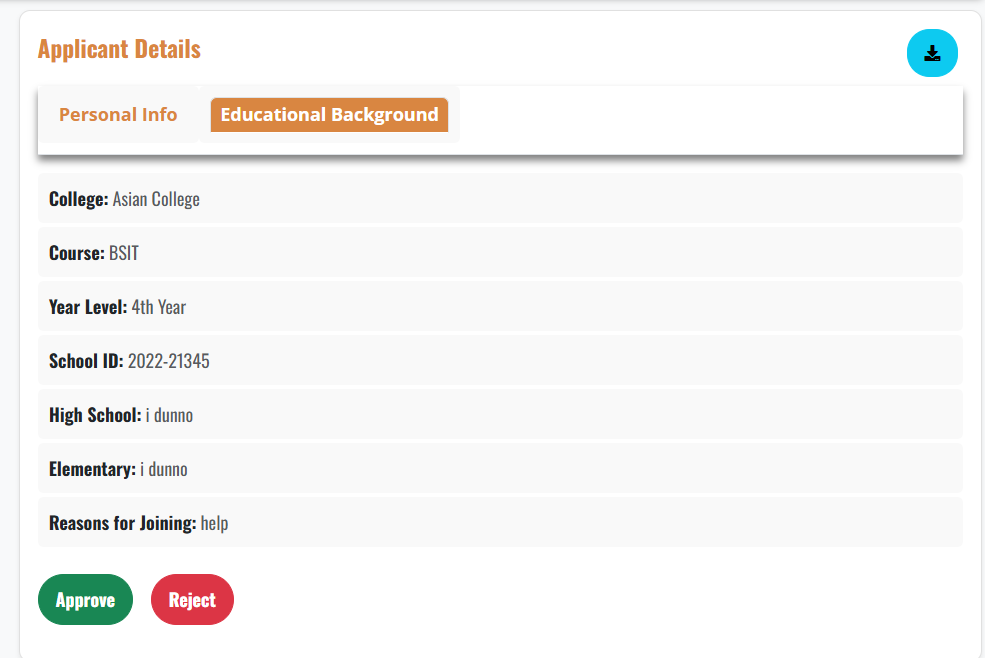 Applicant Details
Personal Info Educational Background
College: Asian College
Course: BSIT
Year Level: 4th Year
School ID: 2022-21345
High School: i dunno
Elementary: i dunno
Reasons for Joining: help
Approve Reject